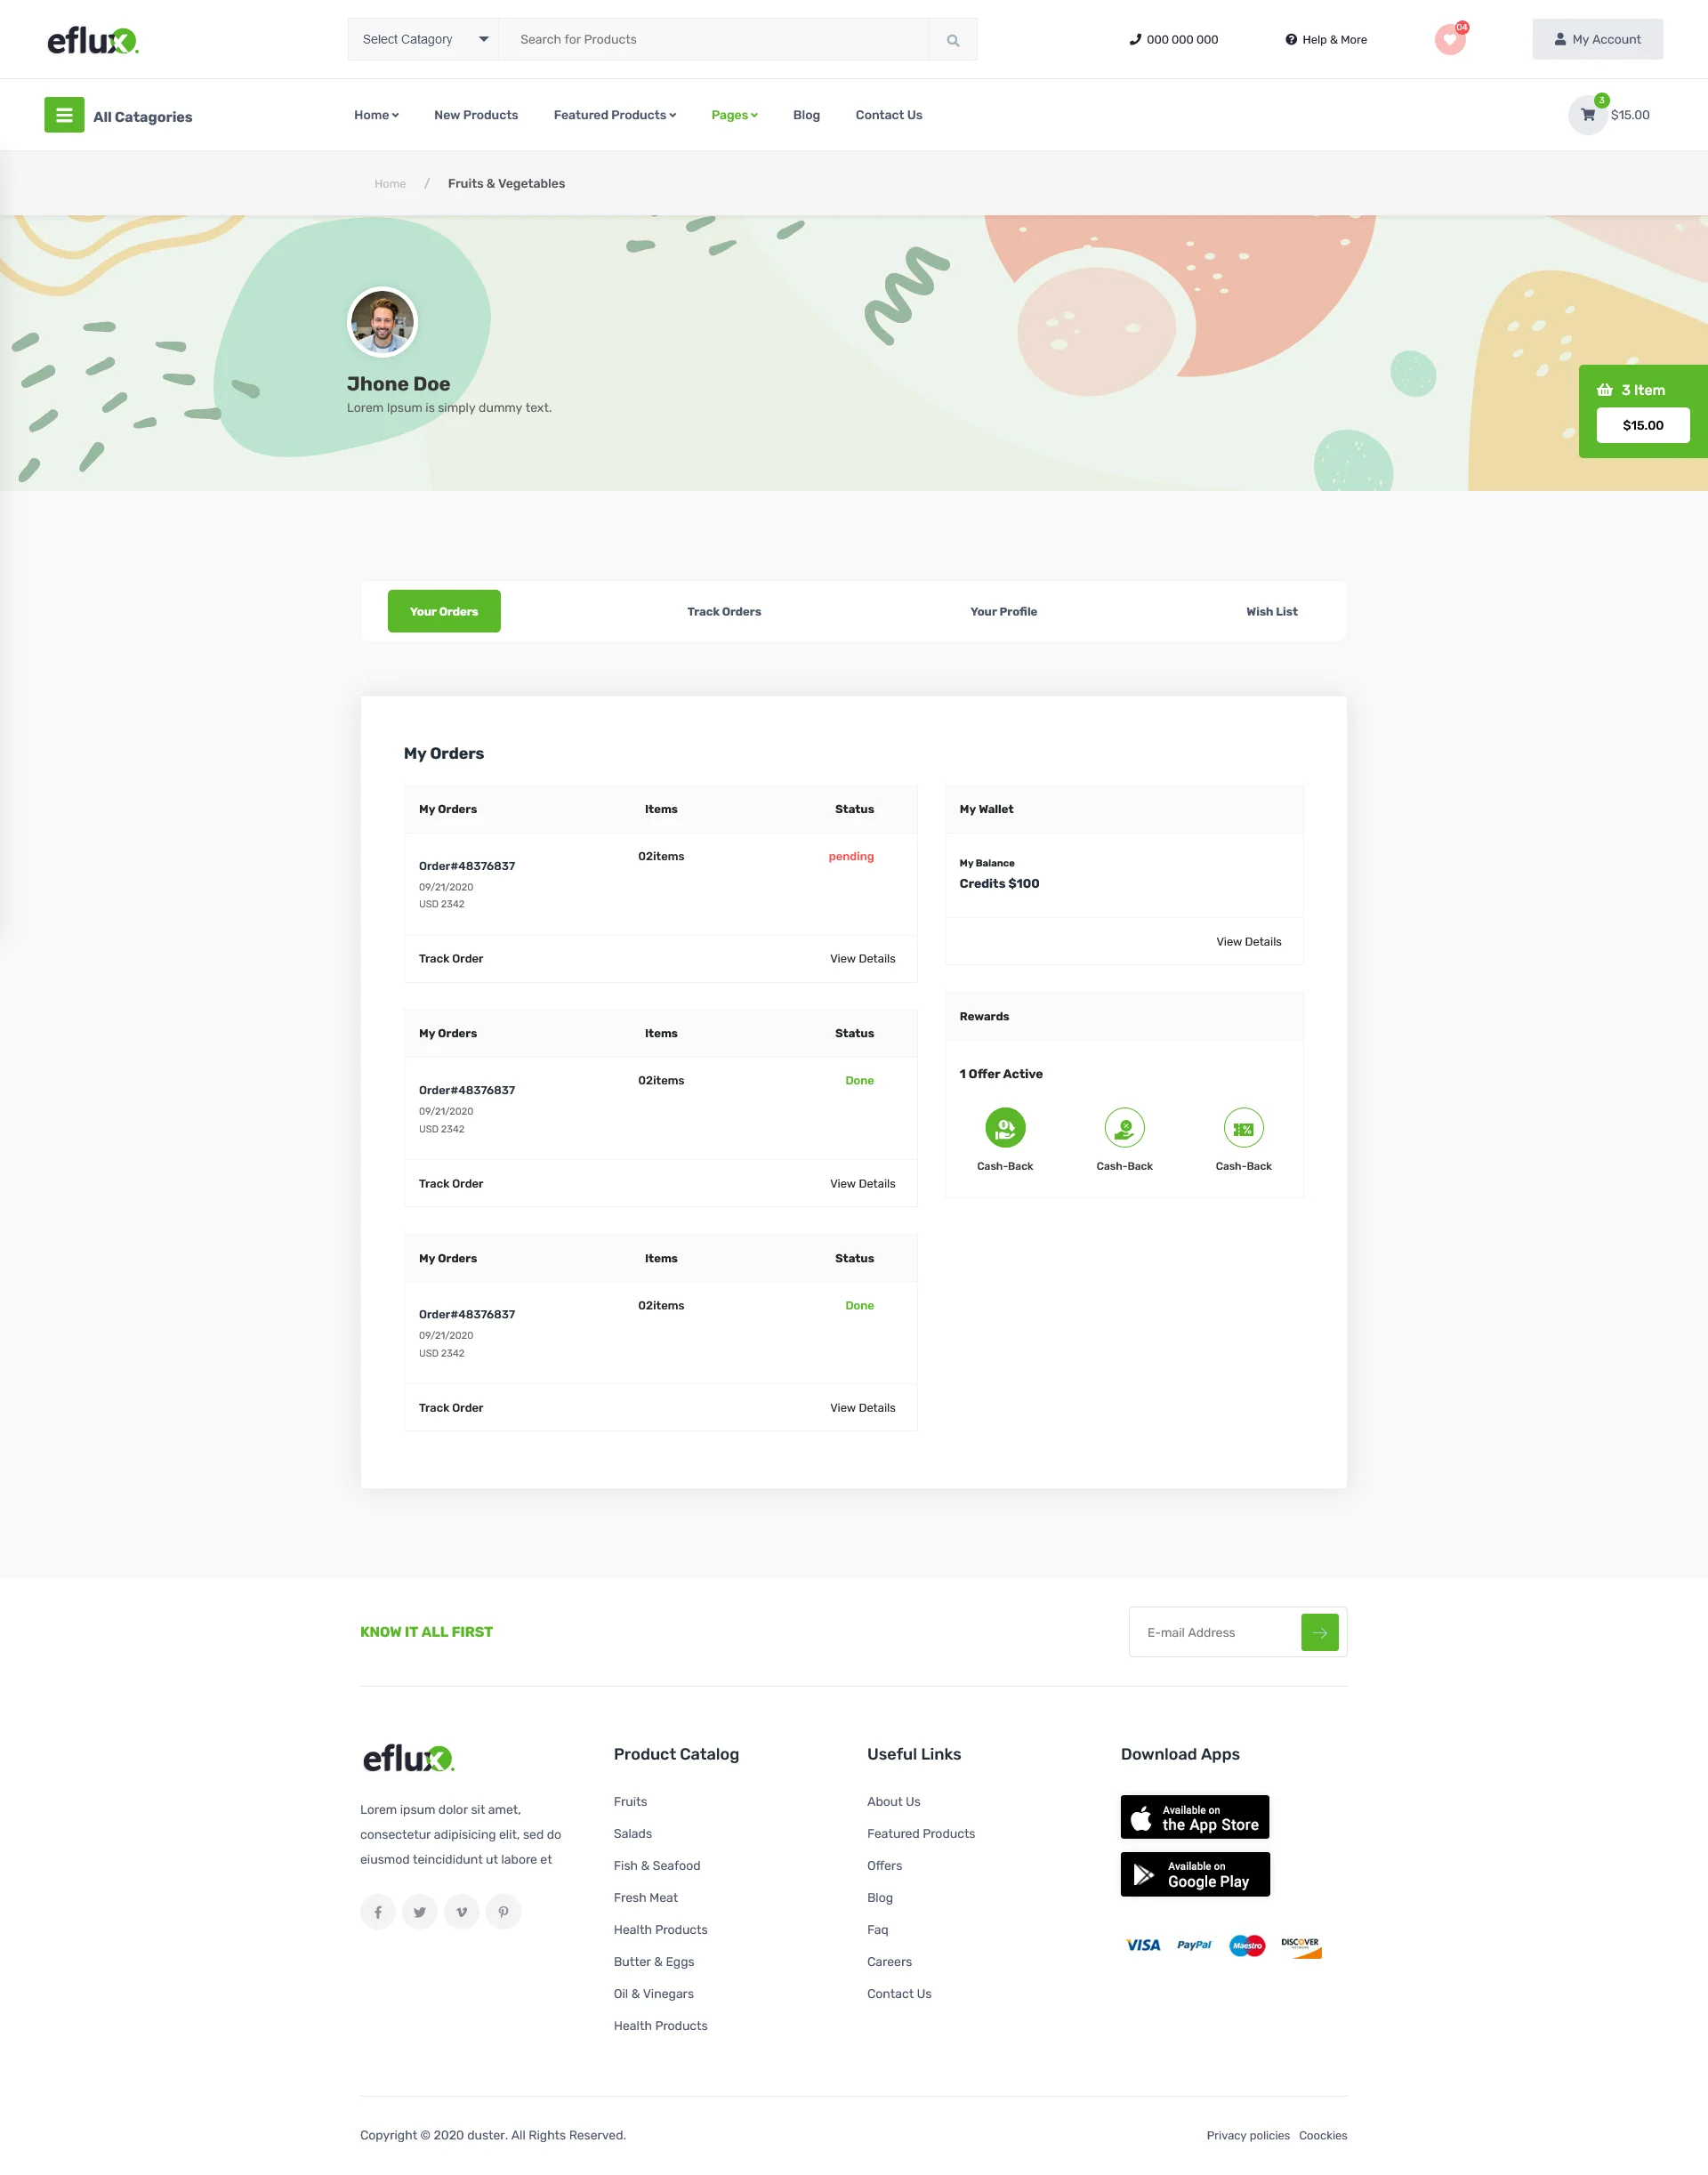 eflux.
Select Catagory
Search for Products
000 000 000
Help & More
04
My Account
All Catagories
Home
New Products
Featured Products
Pages
Blog
Contact Us
3
$15.00
Home / Fruits & Vegetables
Jhone Doe
Lorem Ipsum is simply dummy text.
3 Item
$15.00
Your Orders
Track Orders
Your Profile
Wish List
My Orders
My Orders Items Status
Order#48376837 02items pending
09/21/2020
USD 2342
Track Order View Details
My Orders Items Status
Order#48376837 02items Done
09/21/2020
USD 2342
Track Order View Details
My Orders Items Status
Order#48376837 02items Done
09/21/2020
USD 2342
Track Order View Details
My Wallet
My Balance
Credits $100
View Details
Rewards
1 Offer Active
Cash-Back Cash-Back Cash-Back
KNOW IT ALL FIRST
E-mail Address
eflux.
Lorem ipsum dolor sit amet,
consectetur adipisicing elit, sed do
eiusmod teincididunt ut labore et
Product Catalog
Fruits
Salads
Fish & Seafood
Fresh Meat
Health Products
Butter & Eggs
Oil & Vinegars
Health Products
Useful Links
About Us
Featured Products
Offers
Blog
Faq
Careers
Contact Us
Download Apps
Available on
the App Store
Available on
Google Play
VISA PayPal Maestro DISCOVER
Copyright © 2020 duster. All Rights Reserved.
Privacy policies Coockies